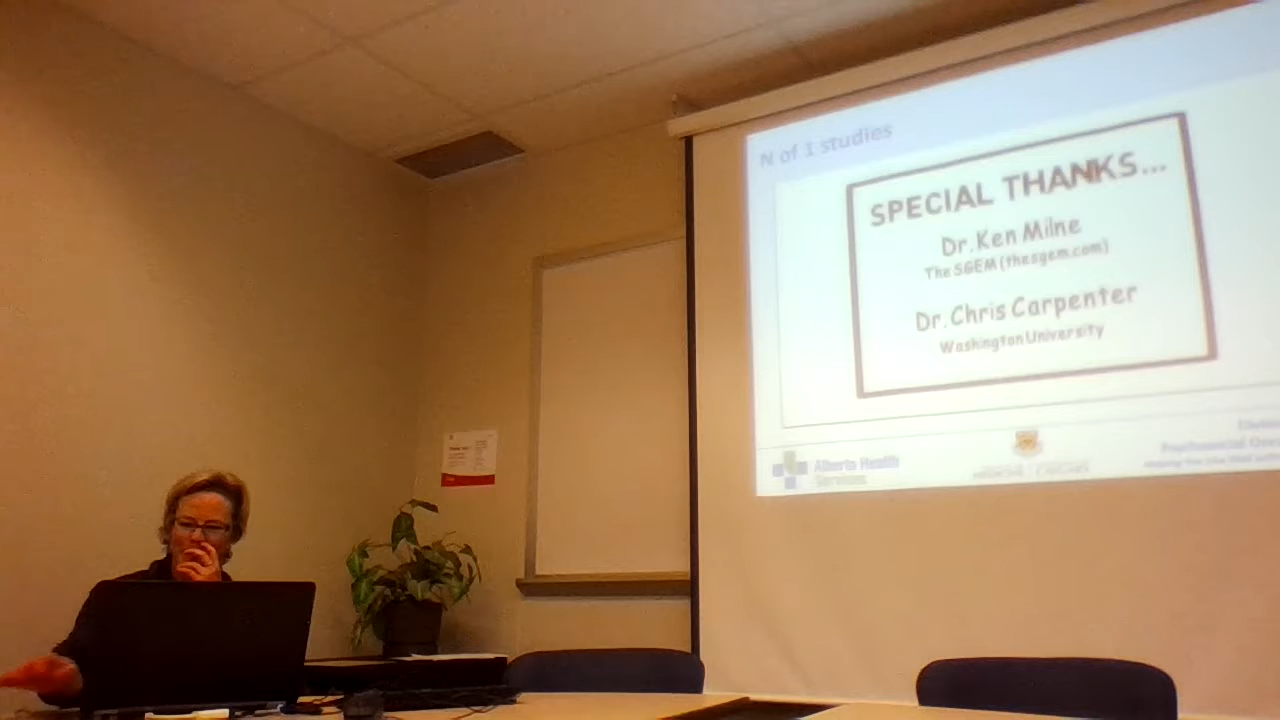 N of 1 studies
SPECIAL THANKS...
Dr. Ken Milne
The SGEM (thesgem.com)
Dr. Chris Carpenter
Washington University
Alberta Health
Services